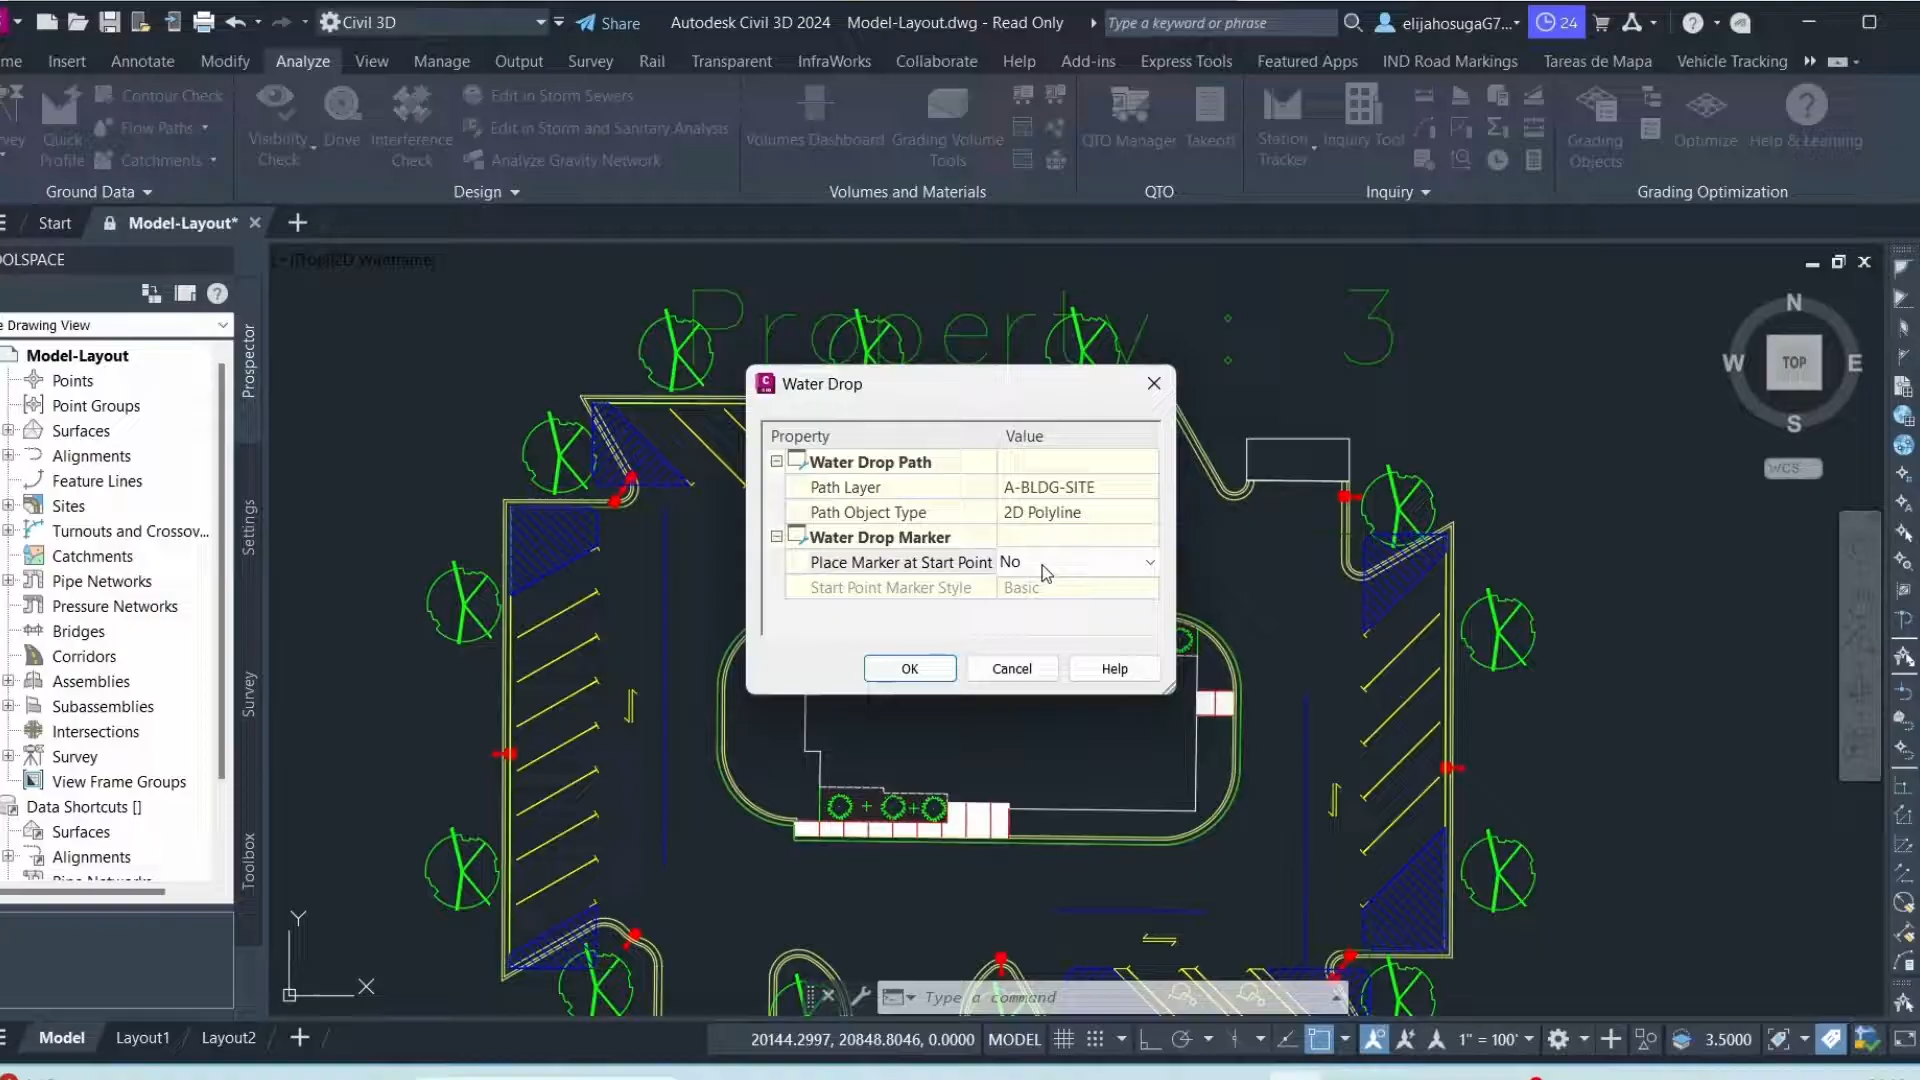 Civil 3D
Share
Autodesk Civil 3D 2024 Model-Layout.dwg - Read Only
Type a keyword or phrase
elijahosugaG7...
24
me Insert Annotate Modify Analyze View Manage Output Survey Rail Transparent InfraWorks Collaborate Help Add-ins Express Tools Featured Apps IND Road Markings Tareas de Mapa Vehicle Tracking
vey
Quick Profile
Contour Check
Flow Paths
Catchments
Visibility Check
Dove
Interference Check
Edit in Storm Sewers
Edit in Storm and Sanitary Analysis
Analyze Gravity Network
Volumes Dashboard
Grading Volume Tools
QTO Manager
Takeoff
Station Tracker
Inquiry Tool
Grading Objects
Optimize
Help & Learning
Ground Data
Design
Volumes and Materials
QTO
Inquiry
Grading Optimization
Start
Model-Layout*
OOLSPACE
[Top][2D Wireframe]
e Drawing View
Model-Layout
Points
Point Groups
Surfaces
Alignments
Feature Lines
Sites
Turnouts and Crossov...
Catchments
Pipe Networks
Pressure Networks
Bridges
Corridors
Assemblies
Subassemblies
Intersections
Survey
View Frame Groups
Data Shortcuts []
Surfaces
Alignments
Prospector
Settings
Survey
Toolbox
Property : 3
N
W
TOP
E
S
WCS
Water Drop
Property Value
Water Drop Path
Path Layer A-BLDG-SITE
Path Object Type 2D Polyline
Water Drop Marker
Place Marker at Start Point No
Start Point Marker Style Basic
OK
Cancel
Help
Y
X
Type a command
Model
Layout1
Layout2
20144.2997, 20848.8046, 0.0000
MODEL
1" = 100'
3.5000